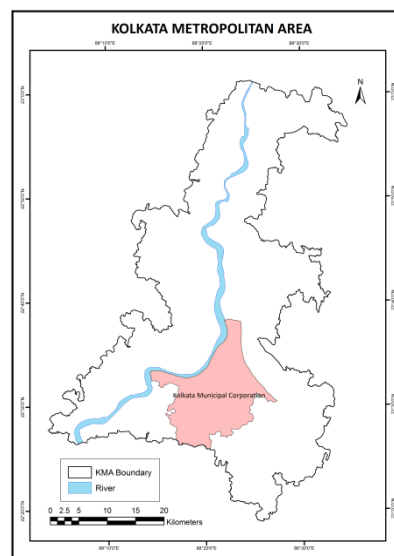 KOLKATA METROPOLITAN AREA
88°10'0"E
88°20'0"E
88°30'0"E
N
Kolkata Municipal Corporation
KMA Boundary
River
0 2.5 5 10 15 20
Kilometers
88°10'0"E
88°20'0"E
88°30'0"E